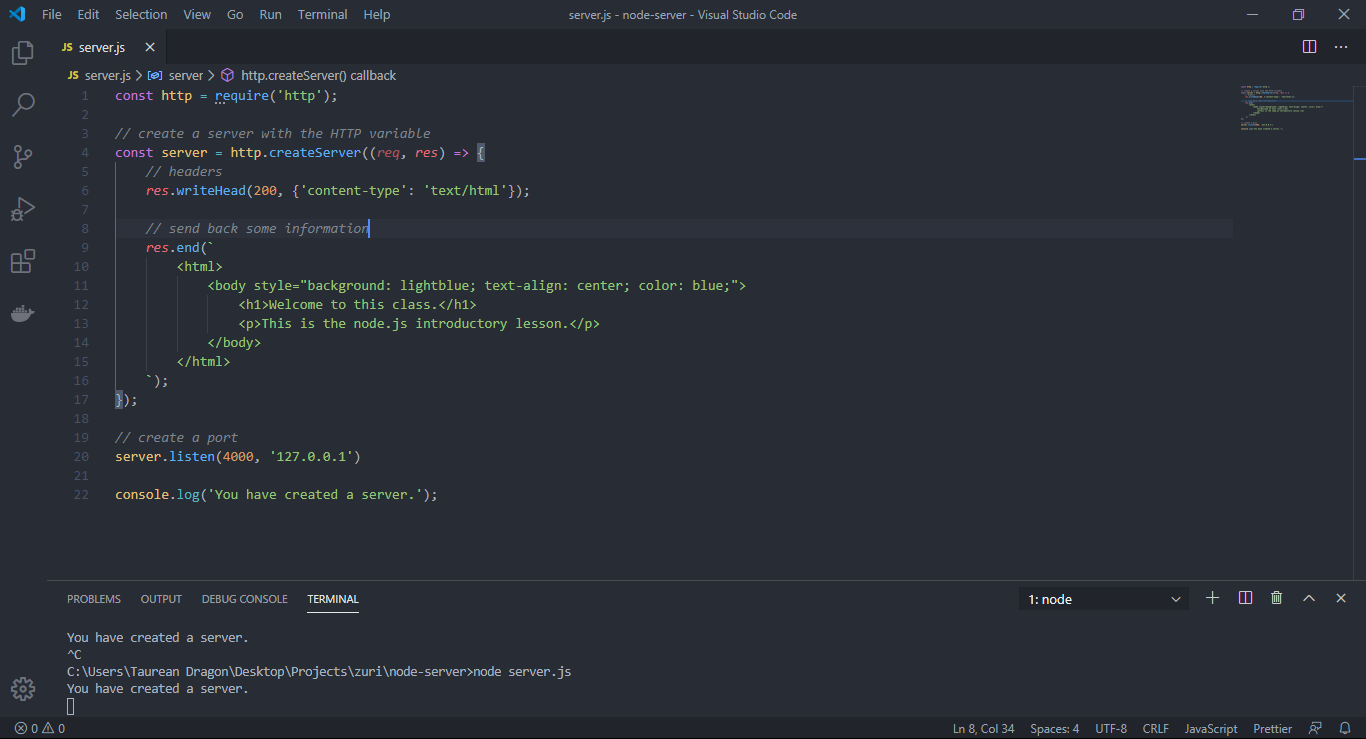 File Edit Selection View Go Run Terminal Help server.js - node-server - Visual Studio Code
JS server.js
JS server.js > server > http.createServer() callback
1 const http = require('http');
2
3 // create a server with the HTTP variable
4 const server = http.createServer((req, res) => {
5     // headers
6     res.writeHead(200, {'content-type': 'text/html'});
7
8     // send back some information
9     res.end(`
10         <html>
11             <body style="background: lightblue; text-align: center; color: blue;">
12                 <h1>Welcome to this class.</h1>
13                 <p>This is the node.js introductory lesson.</p>
14             </body>
15         </html>
16     `);
17 });
18
19 // create a port
20 server.listen(4000, '127.0.0.1')
21
22 console.log('You have created a server.');
PROBLEMS OUTPUT DEBUG CONSOLE TERMINAL 1: node
You have created a server.
^C
C:\Users\Taurean Dragon\Desktop\Projects\zuri\node-server>node server.js
You have created a server.
0 0 Ln 8, Col 34 Spaces: 4 UTF-8 CRLF JavaScript Prettier